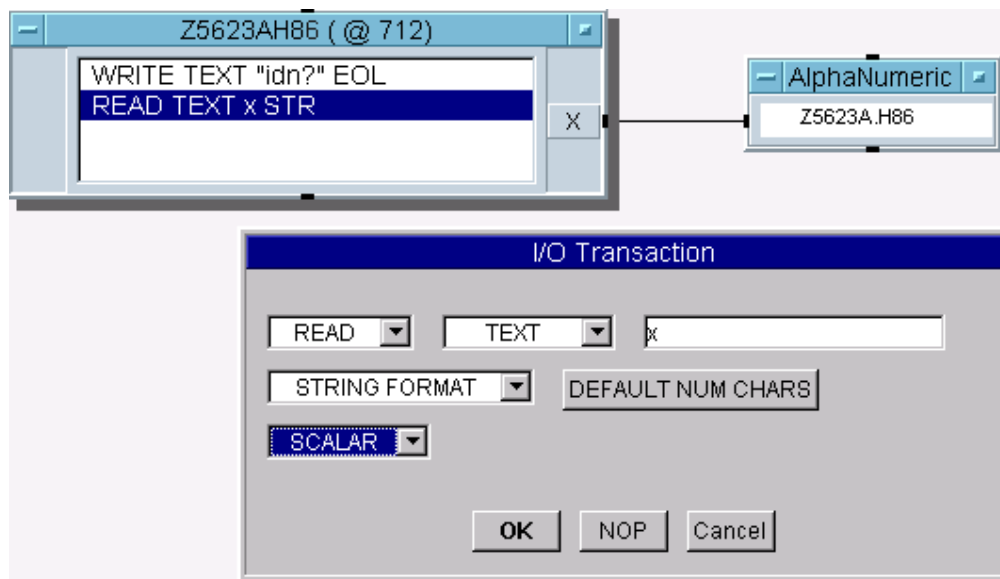 Z5623AH86 ( @ 712)
WRITE TEXT "idn?" EOL
READ TEXT x STR
X
AlphaNumeric
Z5623A.H86
I/O Transaction
READ TEXT x
STRING FORMAT DEFAULT NUM CHARS
SCALAR
OK NOP Cancel